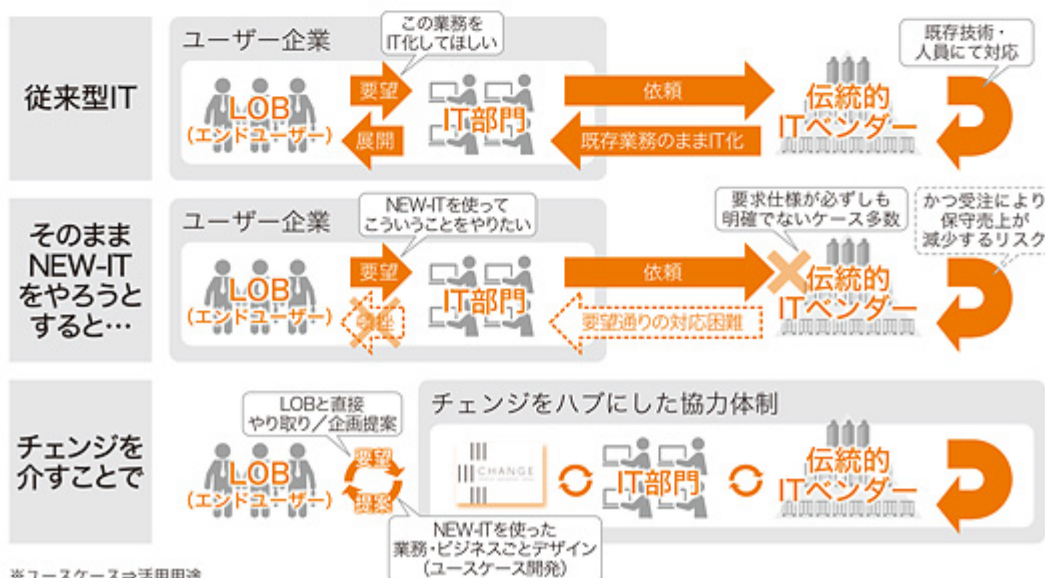 従来型IT
ユーザー企業
この業務を
IT化してほしい
LOB
(エンドユーザー)
要望
展開
IT部門
依頼
既存業務のままIT化
伝統的
ITベンダー
既存技術・
人員にて対応
そのまま
NEW-IT
をやろうと
すると…
ユーザー企業
NEW-ITを使って
こういうことをやりたい
LOB
(エンドユーザー)
要望
IT部門
依頼
要望通りの対応困難
要求仕様が必ずしも
明確でないケース多数
伝統的
ITベンダー
かつ受注により
保守売上が
減少するリスク
チェンジを
介すことで
LOBと直接
やり取り/企画提案
LOB
(エンドユーザー)
要望
提案
NEW-ITを使った
業務・ビジネスごとデザイン
(ユースケース開発)
チェンジをハブにした協力体制
CHANGE
IT部門
伝統的
ITベンダー
※ユースケース⇒活用用途